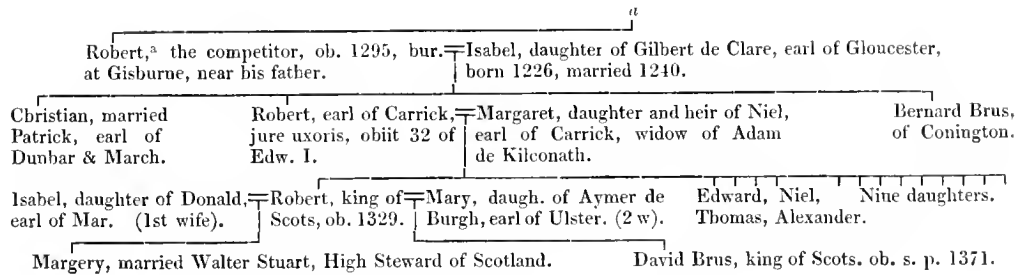 a
Robert,ᵃ the competitor, ob. 1295, bur. Isabel, daughter of Gilbert de Clare, earl of Gloucester,
at Gisburne, near his father. born 1226, married 1240.
Christian, married Robert, earl of Carrick, Margaret, daughter and heir of Niel, Bernard Brus,
Patrick, earl of jure uxoris, obiit 32 of earl of Carrick, widow of Adam of Conington.
Dunbar & March. Edw. I. de Kilconath.
Isabel, daughter of Donald, Robert, king of Mary, daugh. of Aymer de Edward, Niel, Nine daughters.
earl of Mar. (1st wife). Scots, ob. 1329. Burgh, earl of Ulster. (2 w). Thomas, Alexander.
Margery, married Walter Stuart, High Steward of Scotland. David Brus, king of Scots. ob. s. p. 1371.